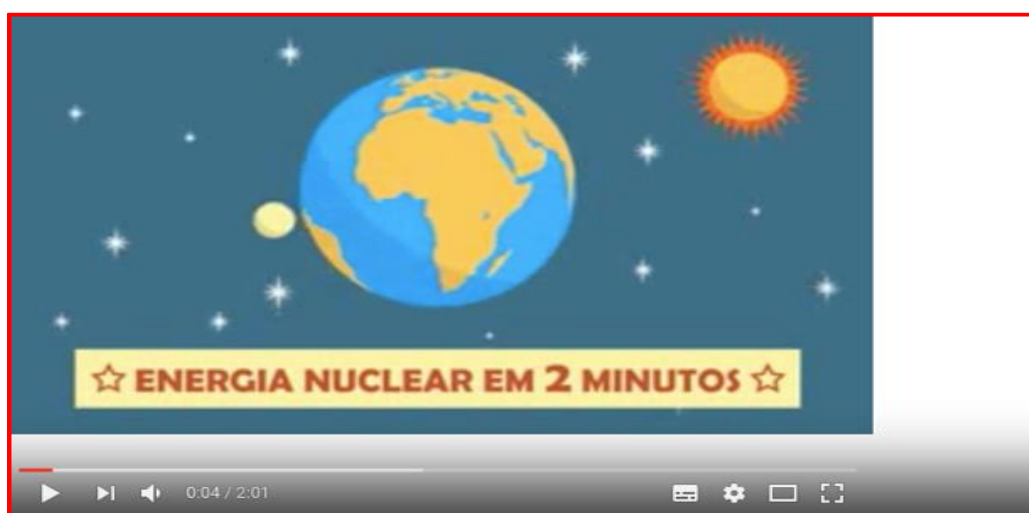 ☆ ENERGIA NUCLEAR EM 2 MINUTOS ☆
0:04 / 2:01